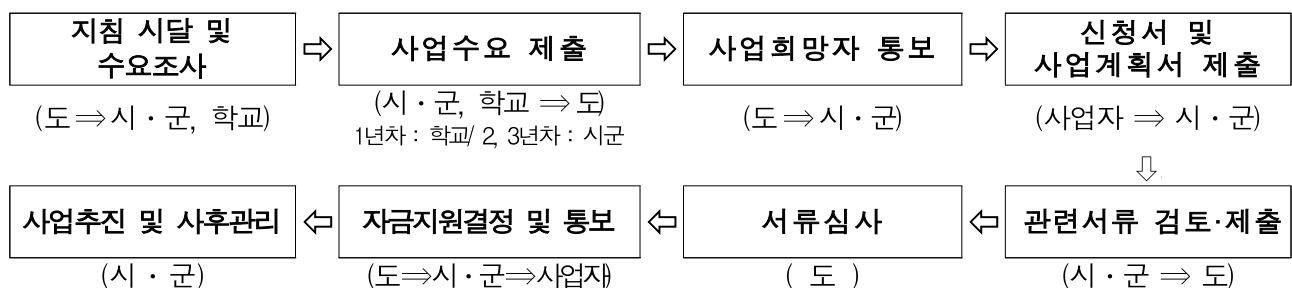 지침 시달 및
수요조사
⇨
사업수요 제출
⇨
사업희망자 통보
⇨
신청서 및
사업계획서 제출
(도⇒시・군, 학교)
(시・군, 학교 ⇒ 도)
1년차 : 학교/ 2, 3년차 : 시군
(도⇒시・군)
(사업자 ⇒ 시・군)
⇩
사업추진 및 사후관리
⇦
자금지원결정 및 통보
⇦
서류심사
⇦
관련서류 검토·제출
(시・군)
(도⇒시・군⇒사업자)
( 도 )
(시・군 ⇒ 도)